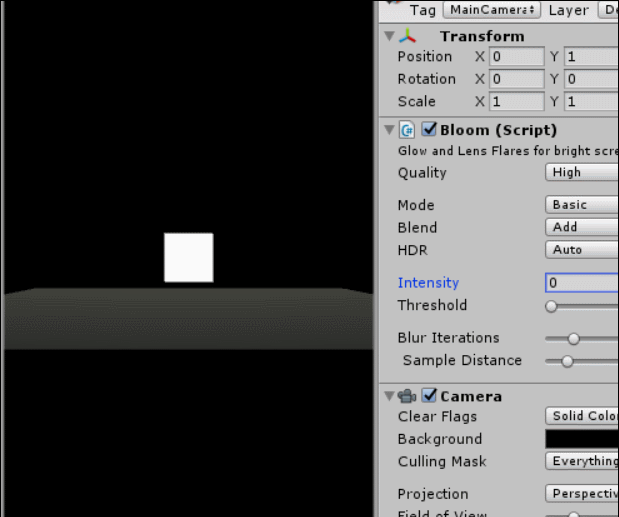 Tag MainCamera Layer De
Transform
Position X 0 Y 1
Rotation X 0 Y 0
Scale X 1 Y 1
Bloom (Script)
Glow and Lens Flares for bright scre
Quality High
Mode Basic
Blend Add
HDR Auto
Intensity 0
Threshold
Blur Iterations
Sample Distance
Camera
Clear Flags Solid Colo
Background
Culling Mask Everything
Projection Perspectiv
Field of View